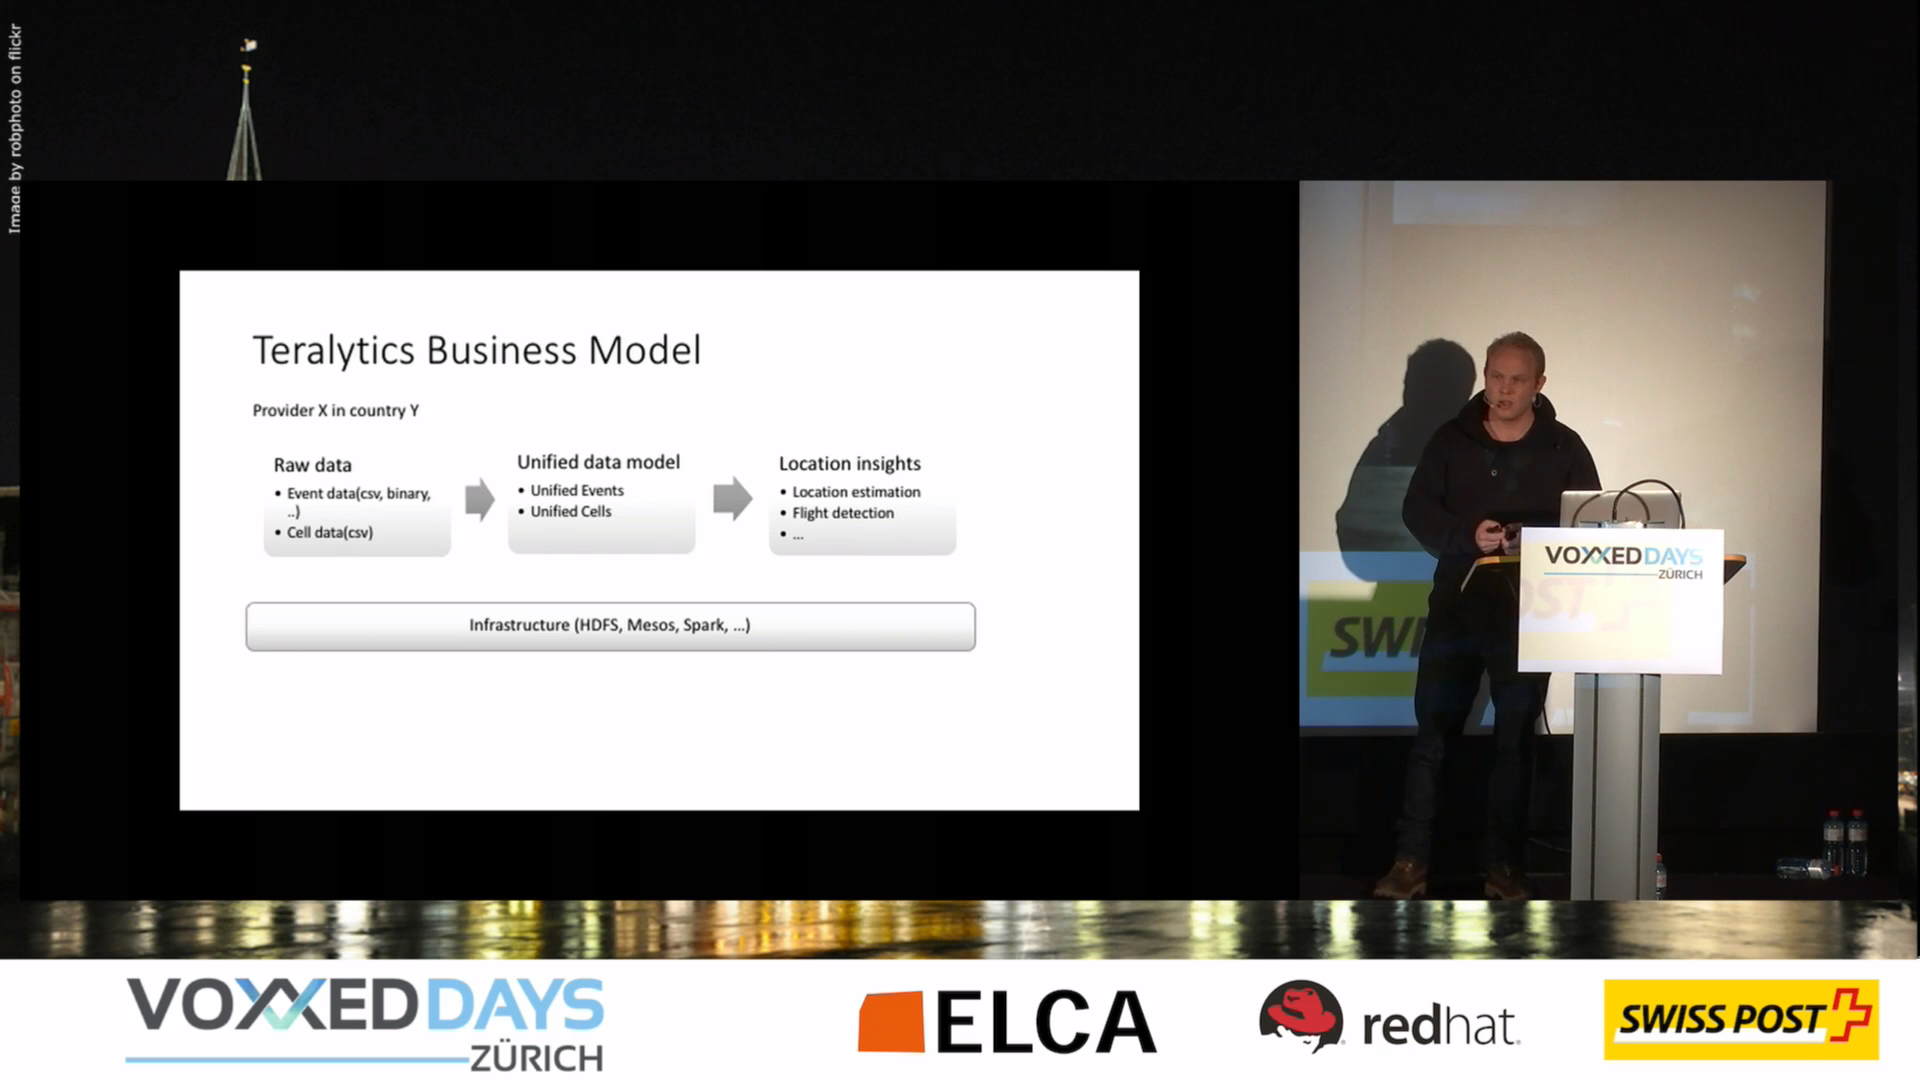 Image by robphoto on flickr
Teralytics Business Model
Provider X in country Y
Raw data
• Event data(csv, binary,
..)
• Cell data(csv)
Unified data model
• Unified Events
• Unified Cells
Location insights
• Location estimation
• Flight detection
• ...
Infrastructure (HDFS, Mesos, Spark, ...)
VOXXED DAYS
ZÜRICH
SWI
OST
VOXXED DAYS
ZÜRICH
ELCA
redhat.
SWISS POST